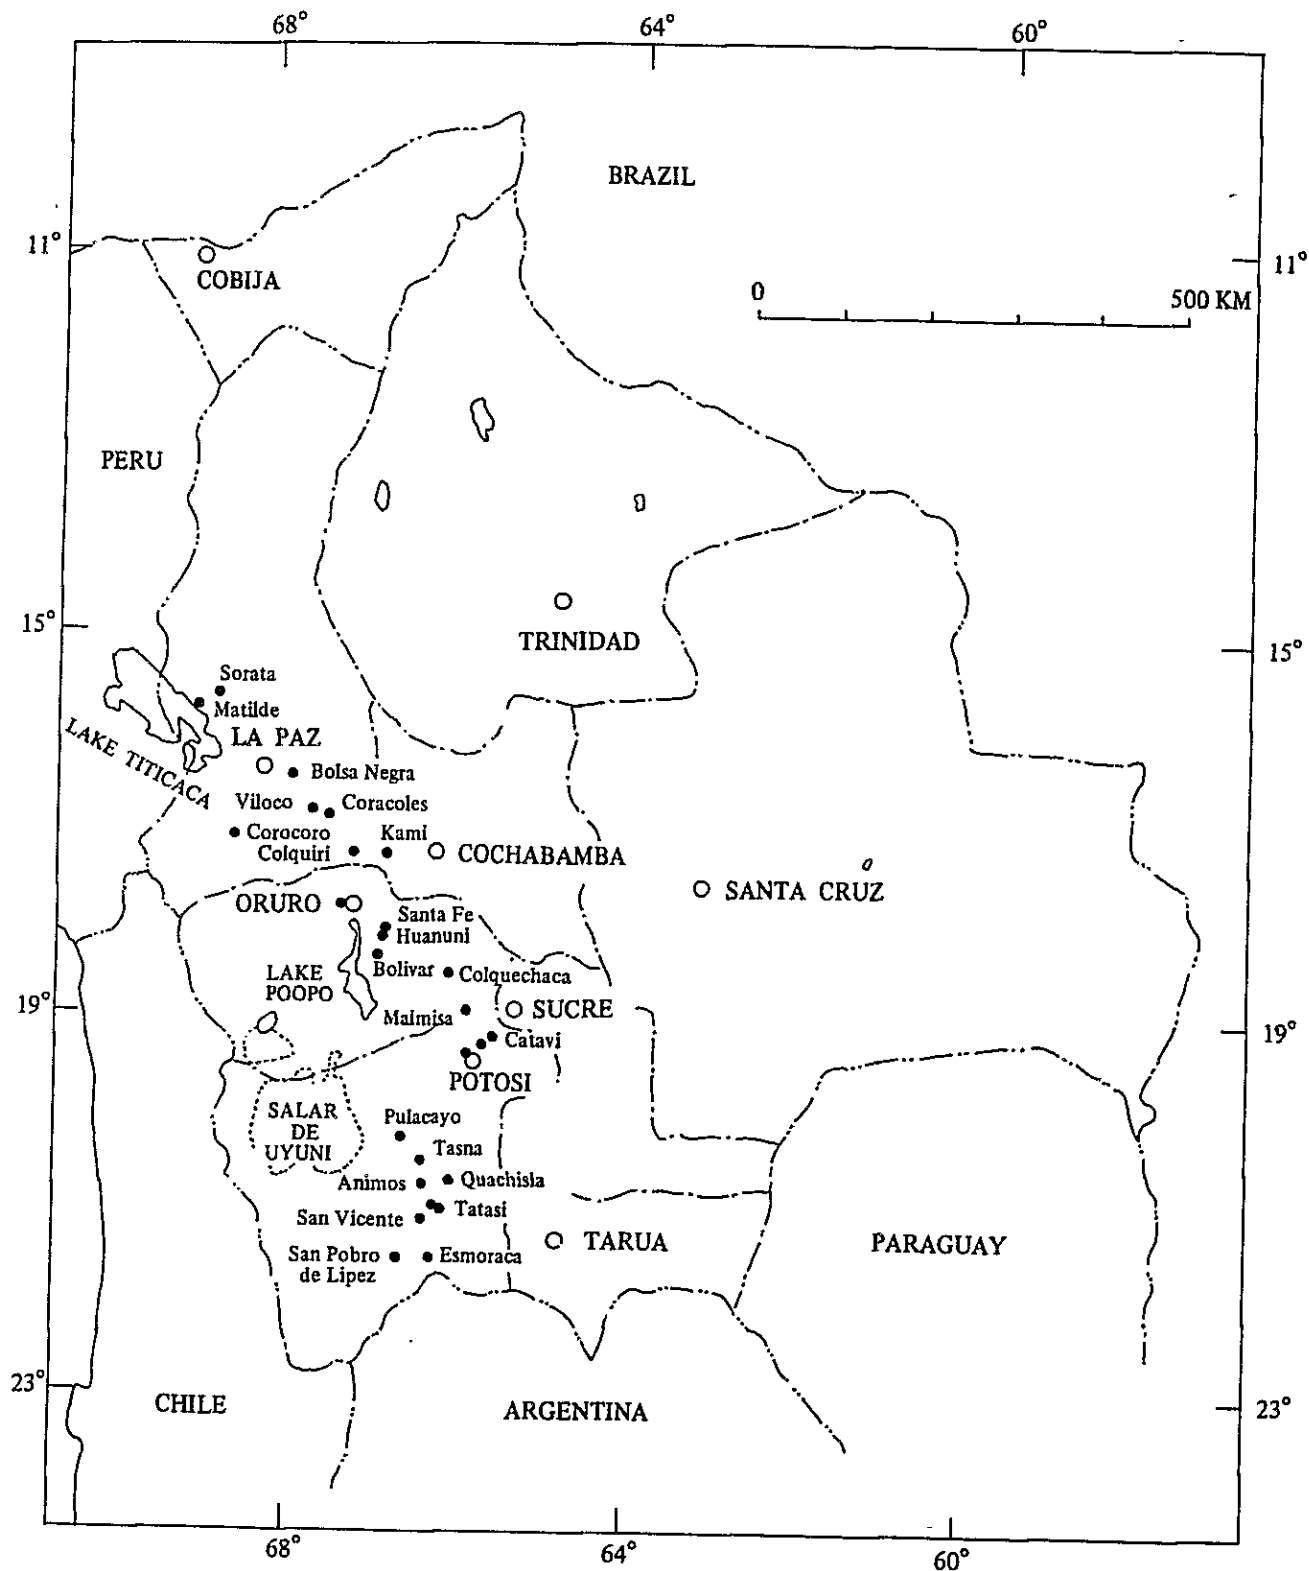 68°
64°
60°
BRAZIL
11°
COBIJA
11°
0
500 KM
PERU
15°
TRINIDAD
15°
Sorata
Matilde
LA PAZ
LAKE TITICACA
Bolsa Negra
Viloco
Coracoles
Corocoro
Kami
Colquiri
COCHABAMBA
SANTA CRUZ
ORURO
Santa Fe
Huanuni
LAKE
POOPO
Bolivar
Colquechaca
19°
Malmisa
SUCRE
Catavi
19°
POTOSI
SALAR
DE
UYUNI
Pulacayo
Tasna
Animos
Quachisla
Tatasi
San Vicente
TARUA
PARAGUAY
San Pobro
de Lipez
Esmoraca
23°
CHILE
ARGENTINA
23°
68°
64°
60°